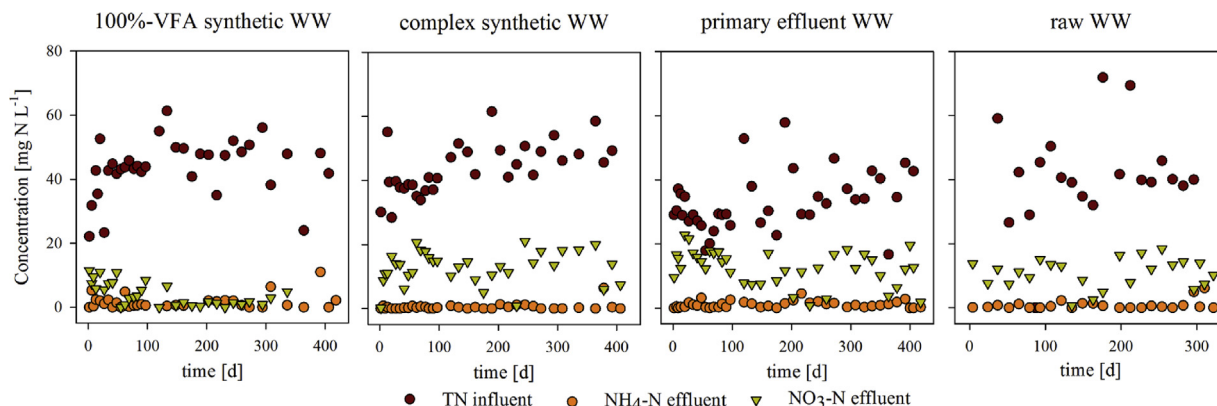 100%-VFA synthetic WW complex synthetic WW primary effluent WW raw WW
Concentration [mg N L-1]
80
60
40
20
0
0 100 200 300 400 0 100 200 300 400 0 100 200 300 400 0 100 200 300
time [d] time [d] time [d] time [d]
TN influent NH4-N effluent NO3-N effluent